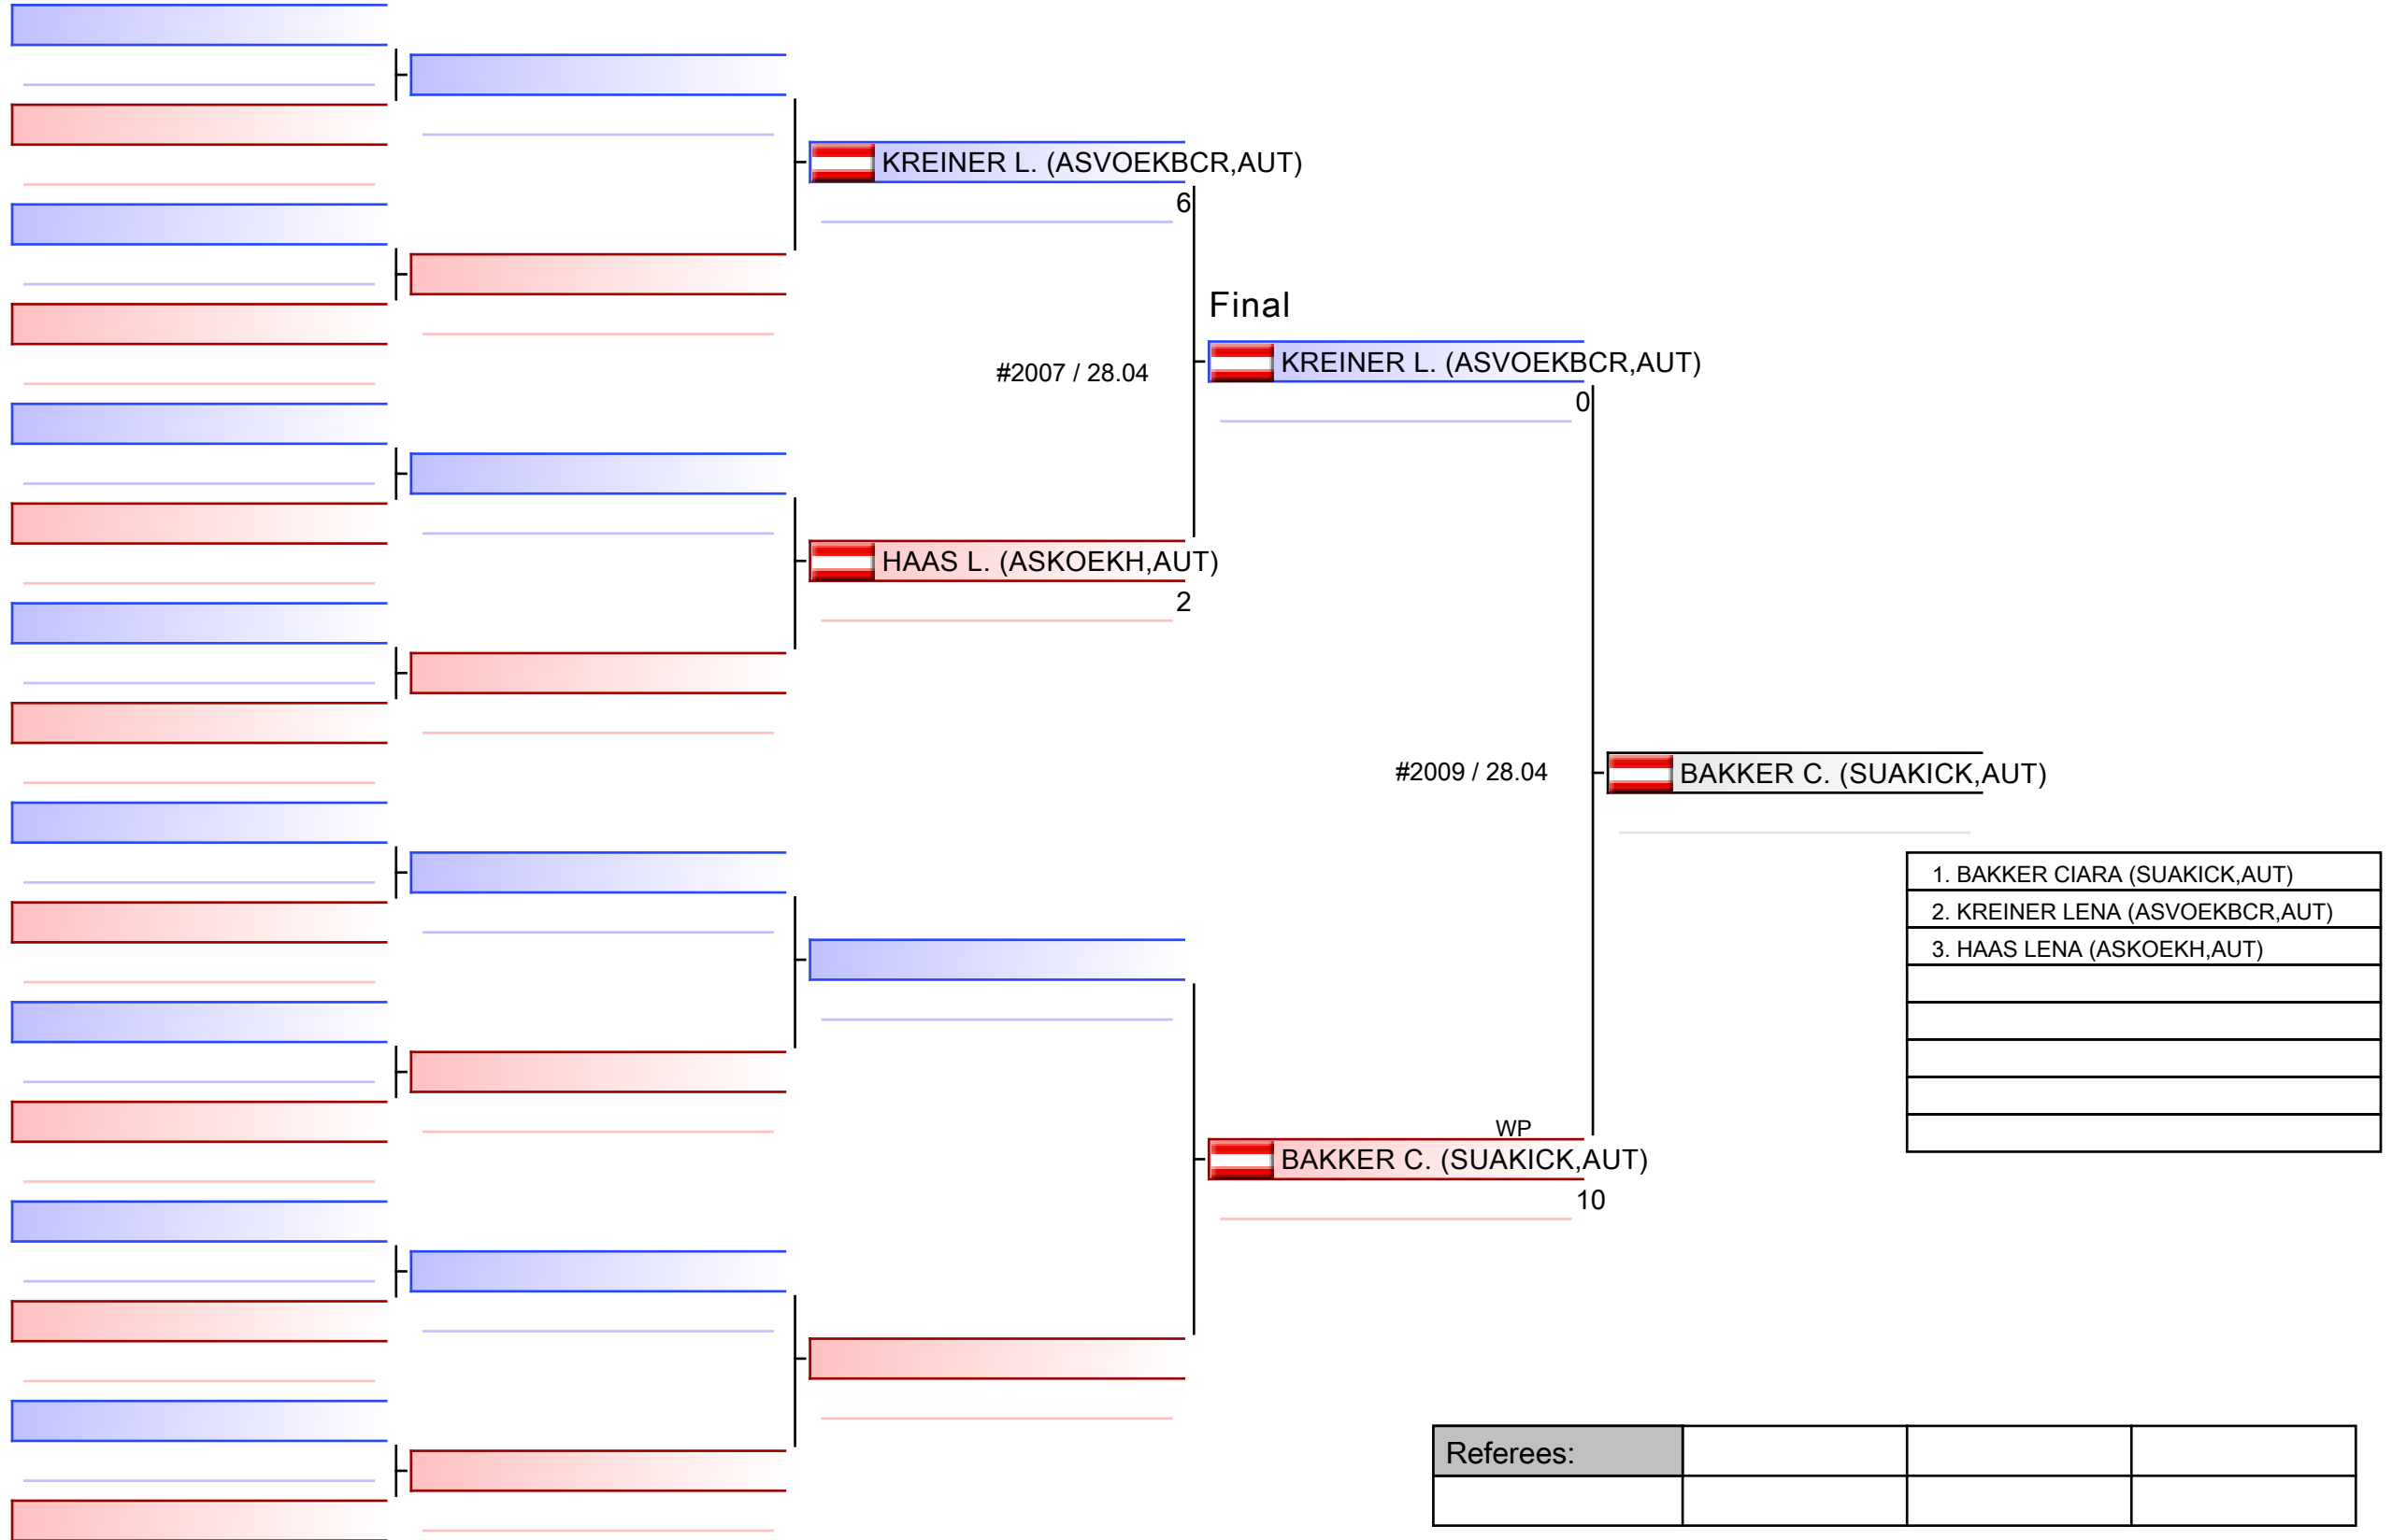 KREINER L. (ASVOEKBCR,AUT)
6
Final
#2007 / 28.04
KREINER L. (ASVOEKBCR,AUT)
0
HAAS L. (ASKOEKH,AUT)
2
#2009 / 28.04
BAKKER C. (SUAKICK,AUT)
1. BAKKER CIARA (SUAKICK,AUT)
2. KREINER LENA (ASVOEKBCR,AUT)
3. HAAS LENA (ASKOEKH,AUT)
WP
BAKKER C. (SUAKICK,AUT)
10
Referees: